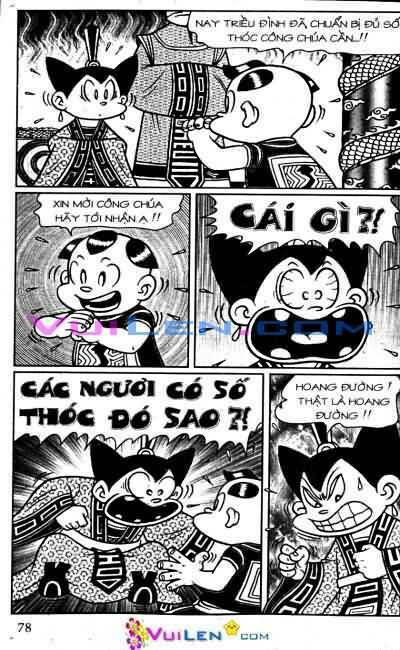 NAY TRIỀU ĐÌNH ĐÃ CHUẨN BỊ ĐỦ SỐ
THÓC CÔNG CHÚA CẦN..!!
XIN MỜI CÔNG CHÚA
HÃY TỚI NHẬN Ạ !!
CÁI GÌ?!
VUILEN.COM
CÁC NGƯƠI CÓ SỐ
THÓC ĐÓ SAO?!
HOANG ĐƯỜNG !
THẬT LÀ HOANG
ĐƯỜNG !!
78
VUILEN COM